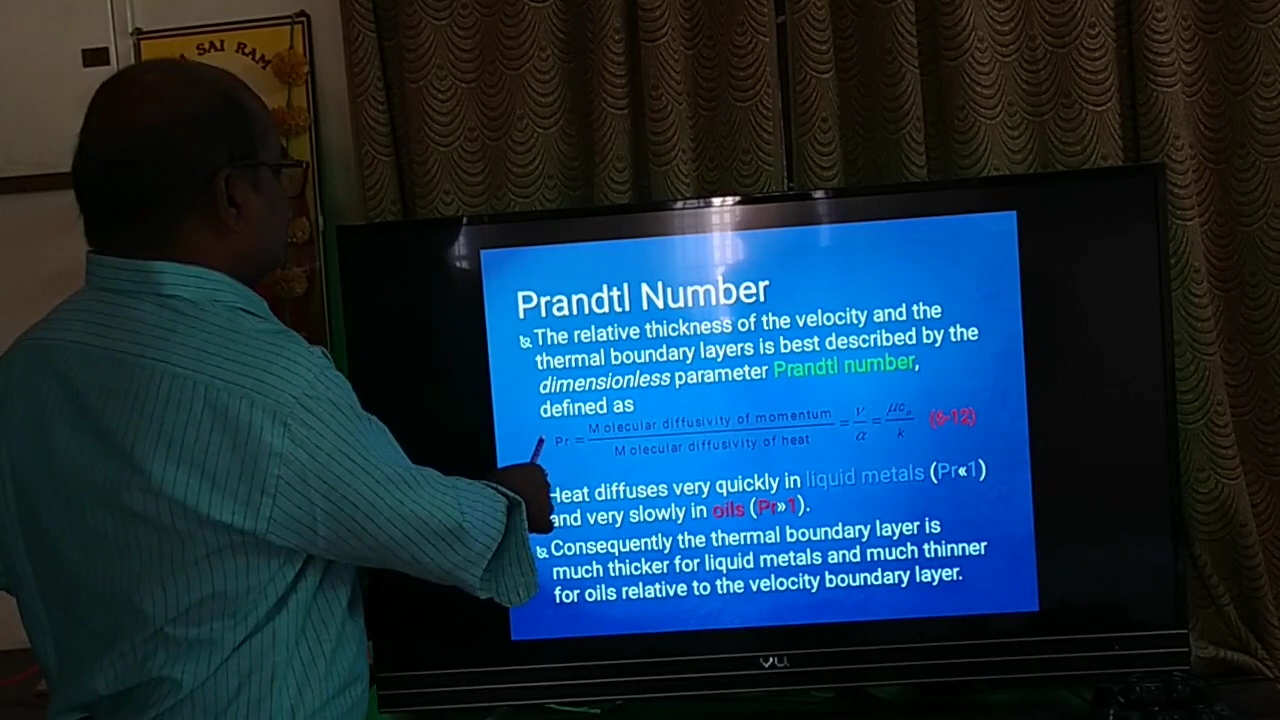 SAI RAM
Prandtl Number
The relative thickness of the velocity and the
thermal boundary layers is best described by the
dimensionless parameter Prandtl number,
defined as
Pr = Molecular diffusivity of momentum / Molecular diffusivity of heat = ν / α = μcₚ / k (6-12)
Heat diffuses very quickly in liquid metals (Pr«1)
and very slowly in oils (Pr»1).
Consequently the thermal boundary layer is
much thicker for liquid metals and much thinner
for oils relative to the velocity boundary layer.
VU